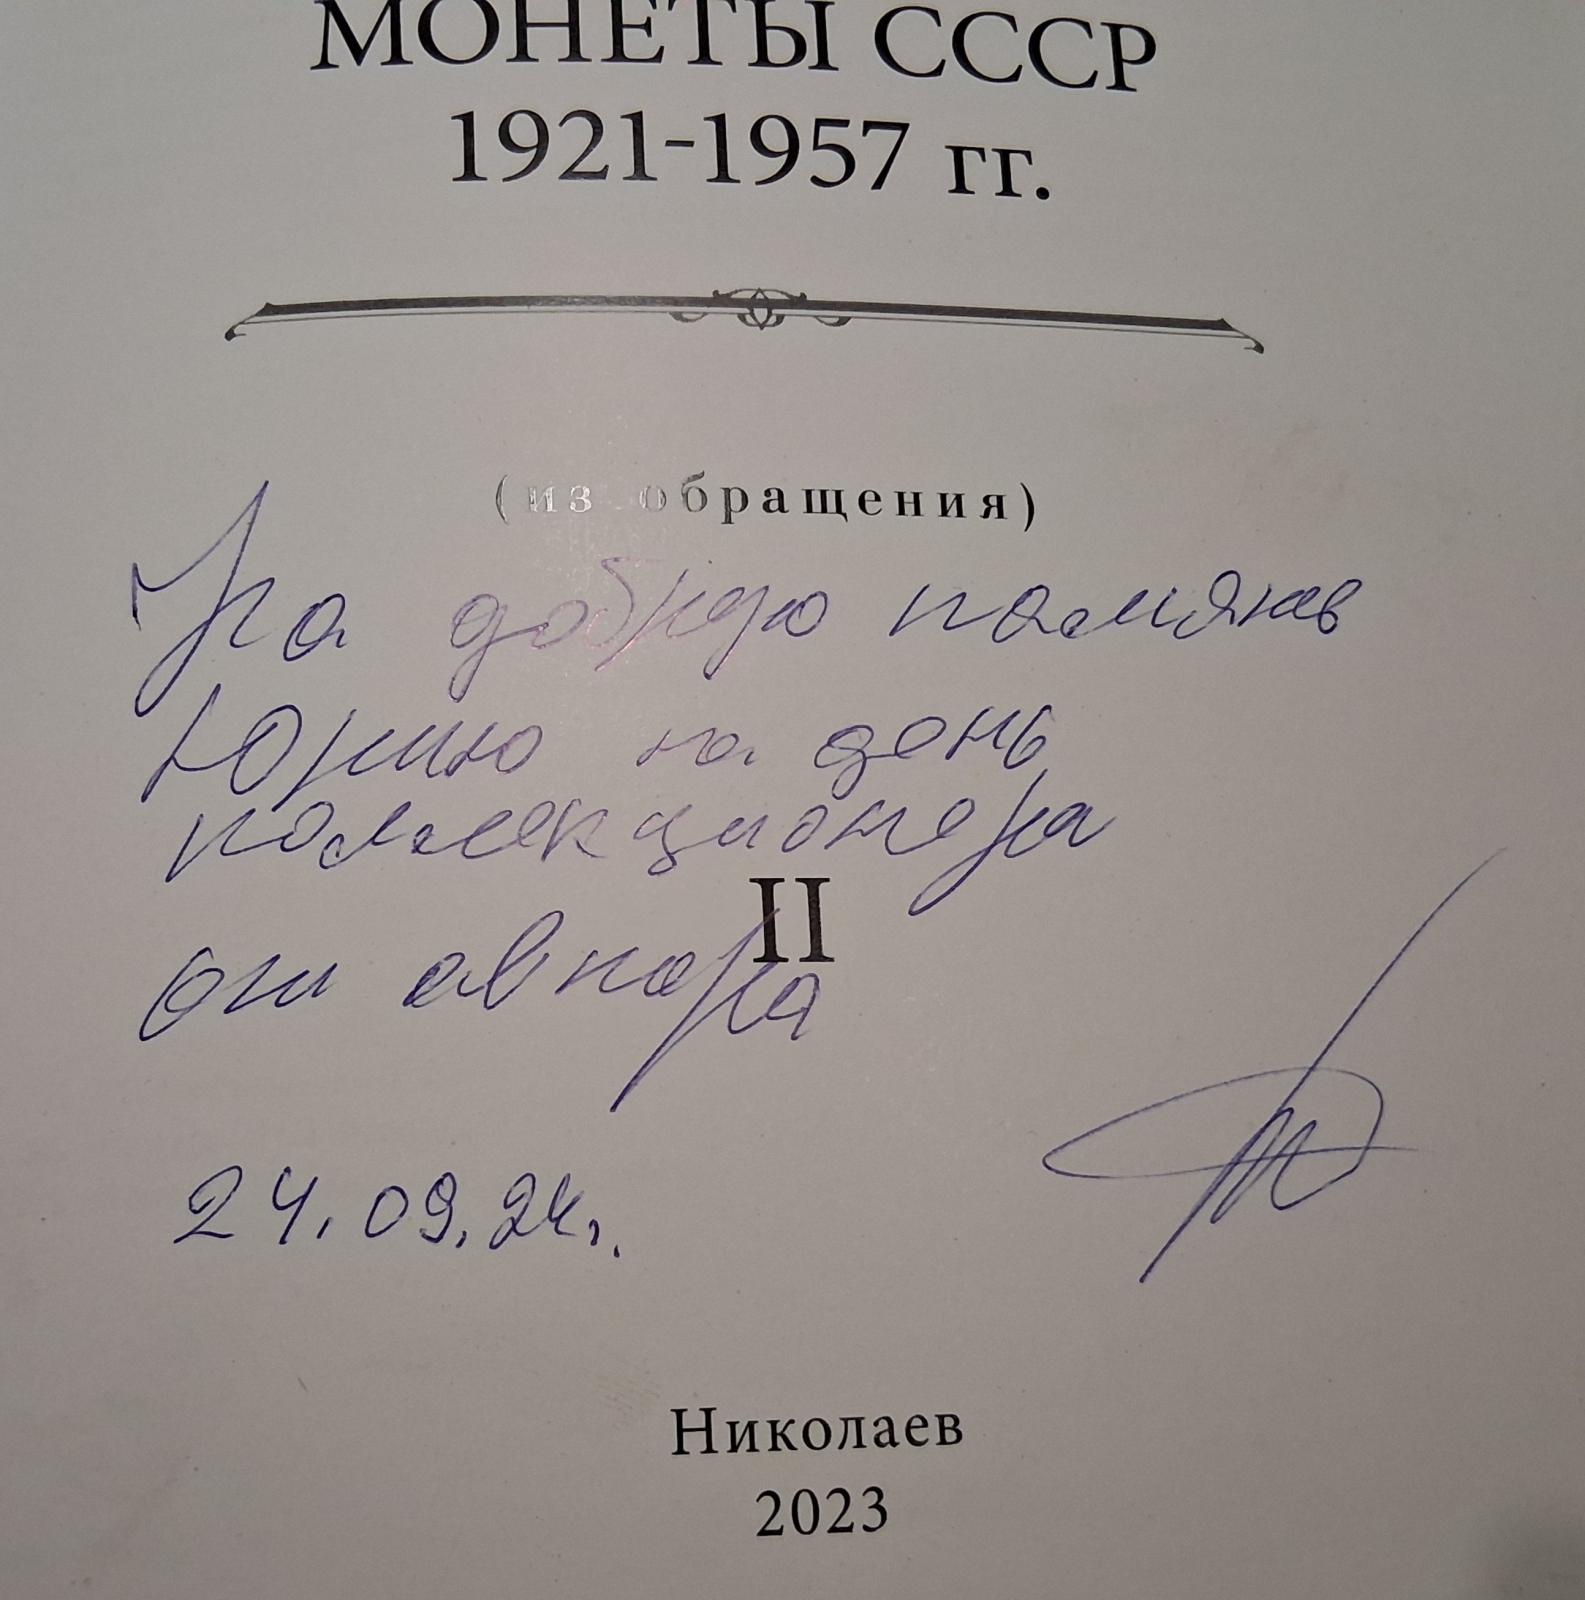 МОНЕТЫ СССР
1921-1957 гг.
(из обращения)
На добрую память
Юрию на день
коллекционера
II
от автора
24.09.24.
Николаев
2023